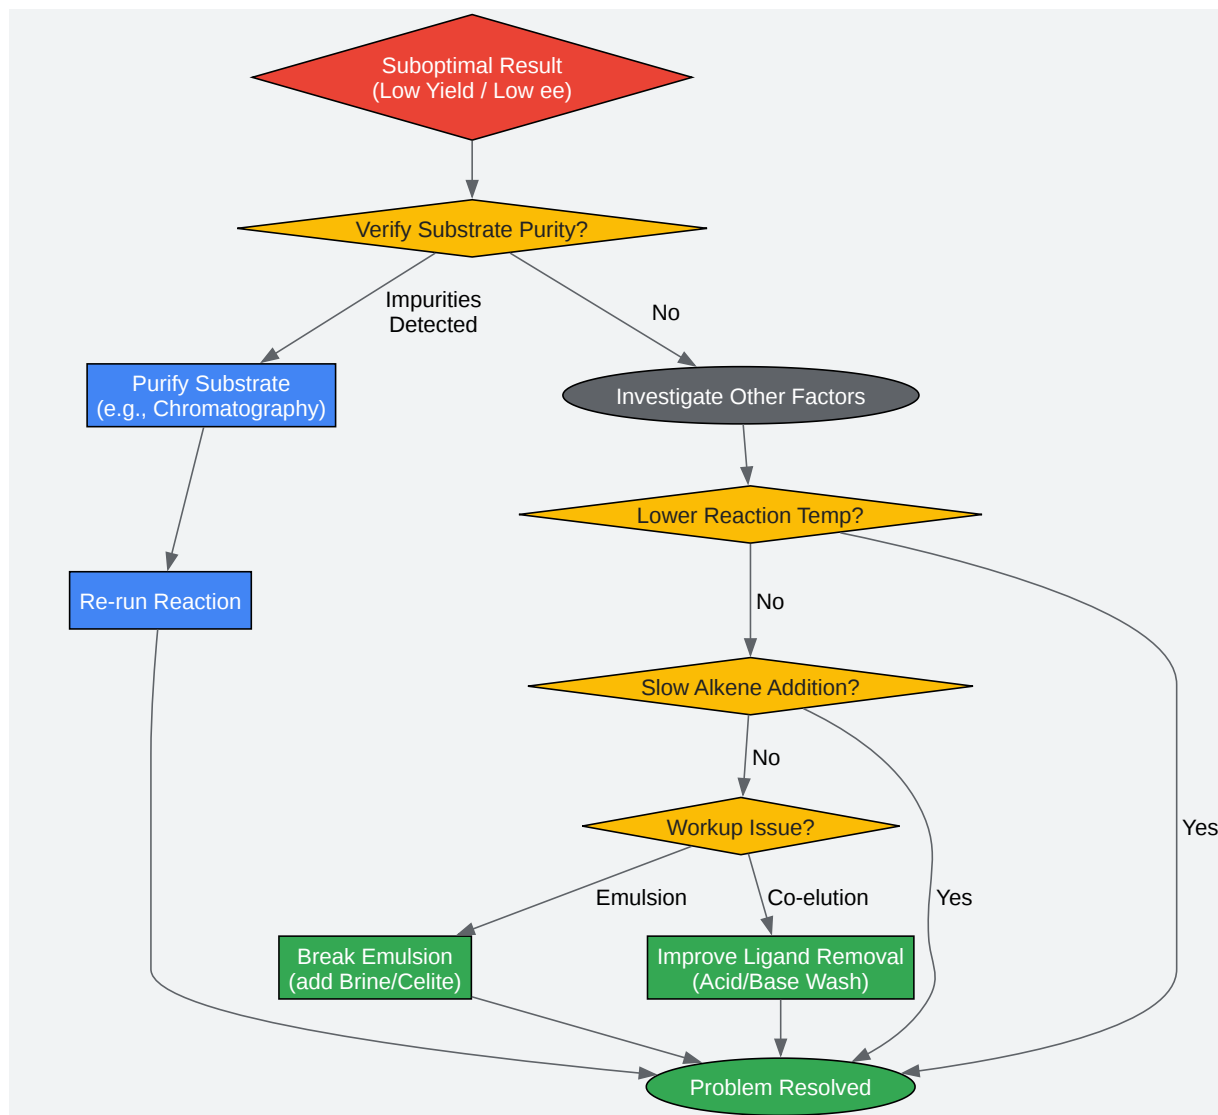 Suboptimal Result
(Low Yield / Low ee)
Verify Substrate Purity?
Impurities
Detected
No
Purify Substrate
(e.g., Chromatography)
Investigate Other Factors
Lower Reaction Temp?
Re-run Reaction
No
Slow Alkene Addition?
No
Workup Issue?
Yes
Emulsion
Co-elution
Yes
Break Emulsion
(add Brine/Celite)
Improve Ligand Removal
(Acid/Base Wash)
Problem Resolved